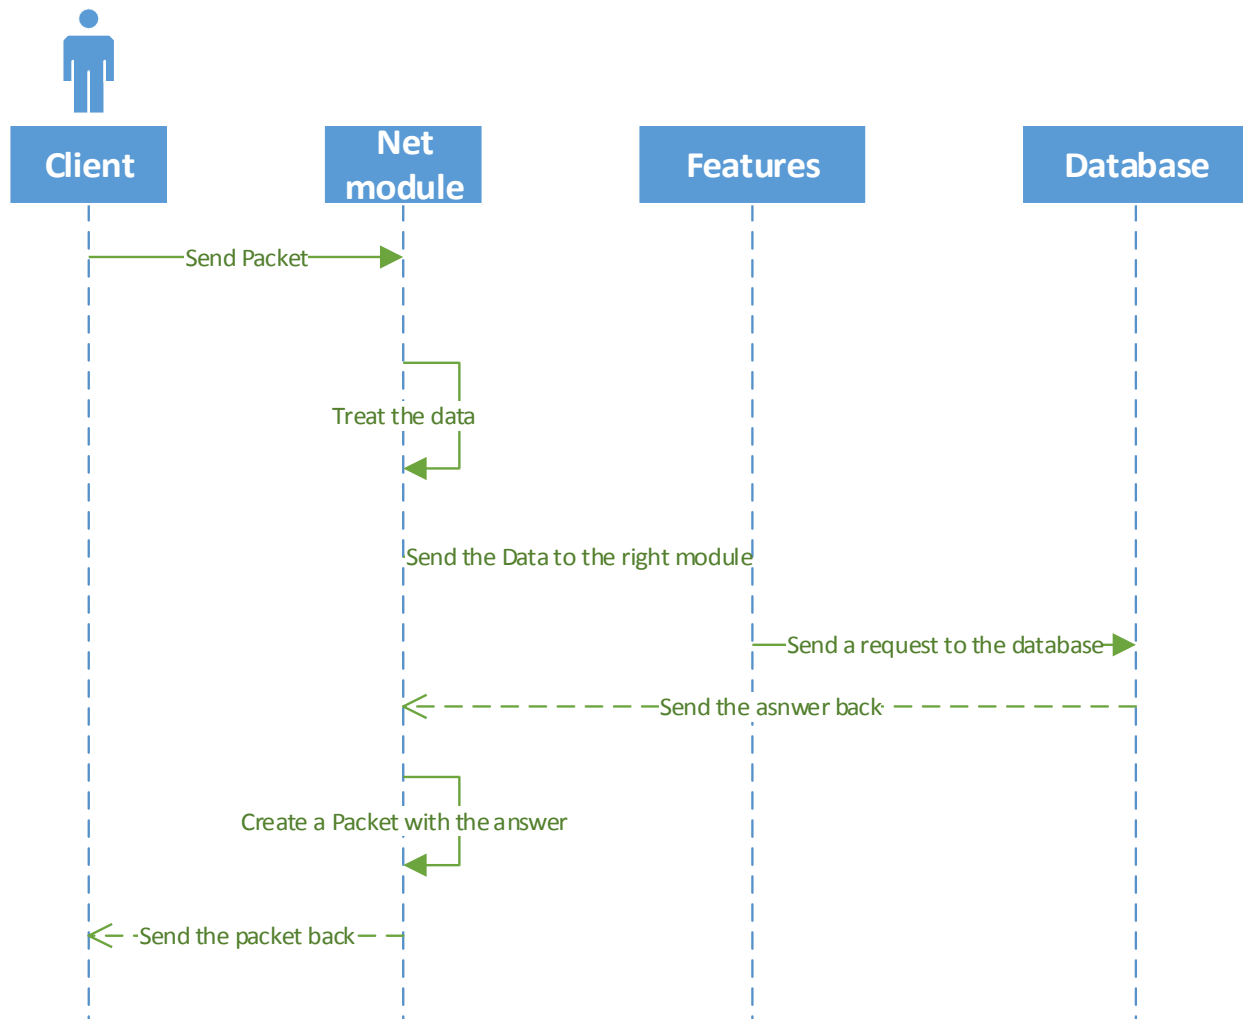 Client
Net
module
Features
Database
Send Packet
Treat the data
Send the Data to the right module
Send a request to the database
Send the asnwer back
Create a Packet with the answer
Send the packet back